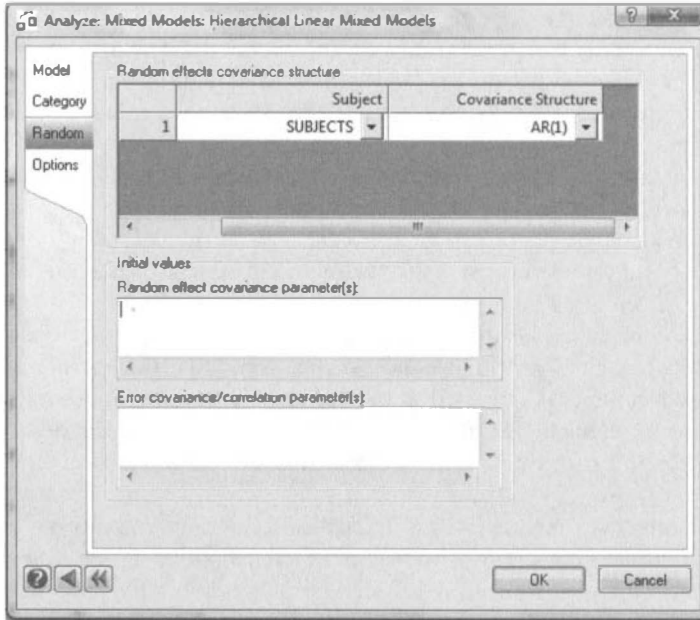 Analyze: Mixed Models: Hierarchical Linear Mixed Models
Model
Category
Random
Options
Random effects covariance structure
Subject Covariance Structure
1 SUBJECTS AR(1)
Initial values
Random effect covariance parameter(s):
Error covariance/correlation parameter(s):
OK Cancel